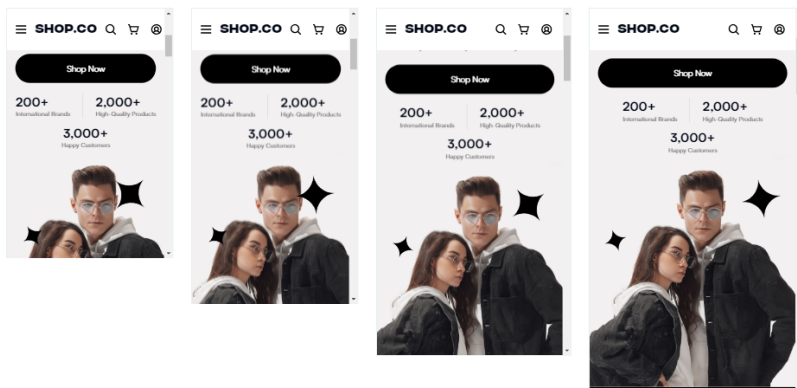 SHOP.CO
Shop Now
200+ 2,000+
International Brands High-Quality Products
3,000+
Happy Customers
SHOP.CO
Shop Now
200+ 2,000+
International Brands High-Quality Products
3,000+
Happy Customers
SHOP.CO
Shop Now
200+ 2,000+
International Brands High-Quality Products
3,000+
Happy Customers
SHOP.CO
Shop Now
200+ 2,000+
International Brands High-Quality Products
3,000+
Happy Customers